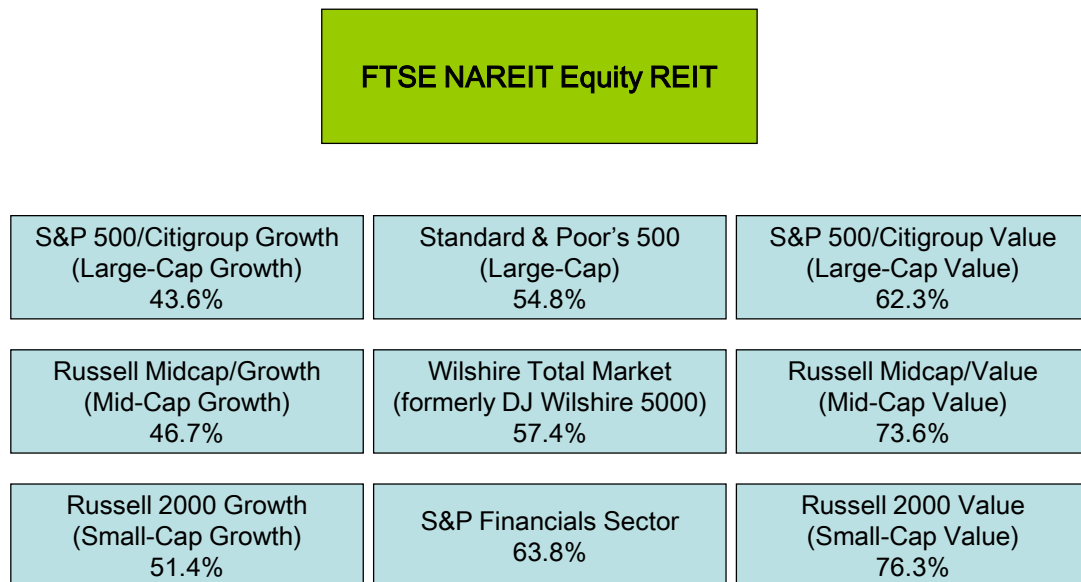 FTSE NAREIT Equity REIT
S&P 500/Citigroup Growth
(Large-Cap Growth)
43.6%
Standard & Poor's 500
(Large-Cap)
54.8%
S&P 500/Citigroup Value
(Large-Cap Value)
62.3%
Russell Midcap/Growth
(Mid-Cap Growth)
46.7%
Wilshire Total Market
(formerly DJ Wilshire 5000)
57.4%
Russell Midcap/Value
(Mid-Cap Value)
73.6%
Russell 2000 Growth
(Small-Cap Growth)
51.4%
S&P Financials Sector
63.8%
Russell 2000 Value
(Small-Cap Value)
76.3%